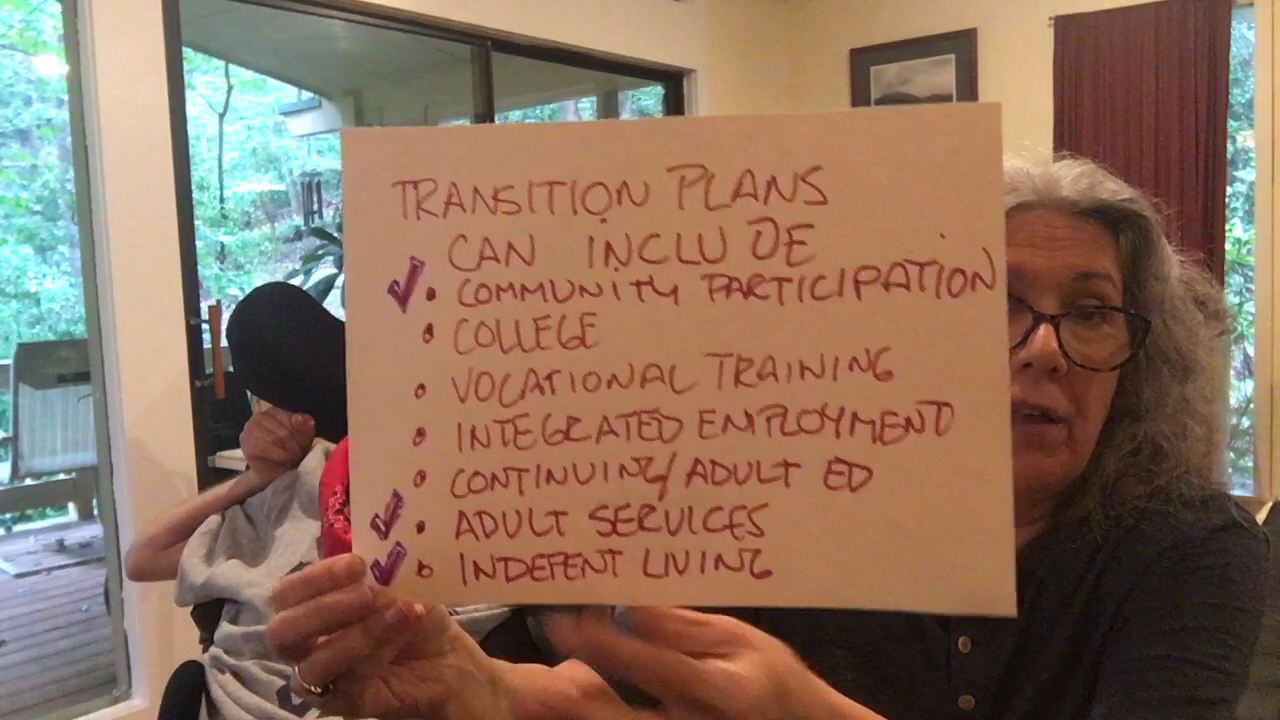 TRANSITION PLANS
CAN INCLUDE
✓• COMMUNITY PARTICIPATION
• COLLEGE
• VOCATIONAL TRAINING
• INTEGRATED EMPLOYMENT
• CONTINUING/ADULT ED
✓• ADULT SERVICES
✓• INDEPENT LIVING